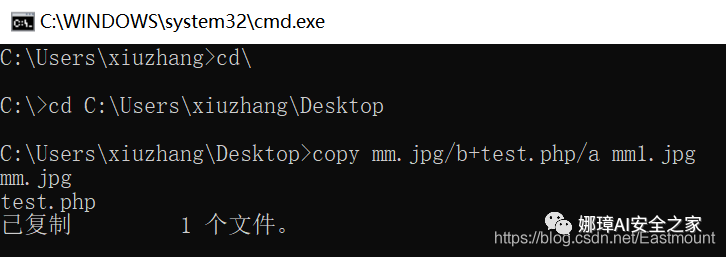 C:\WINDOWS\system32\cmd.exe
C:\Users\xiuzhang>cd\
C:\>cd C:\Users\xiuzhang\Desktop
C:\Users\xiuzhang\Desktop>copy mm.jpg/b+test.php/a mm1.jpg
mm.jpg
test.php
已复制         1 个文件。
娜璋AI安全之家
https://blog.csdn.net/Eastmount